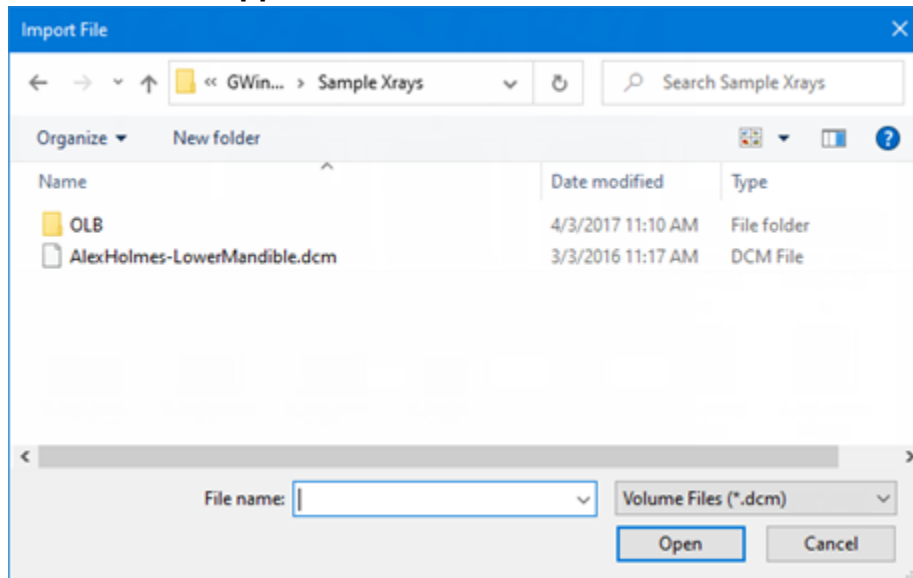 Import File
« GWin... > Sample Xrays
Search Sample Xrays
Organize
New folder
Name
Date modified
Type
OLB
4/3/2017 11:10 AM
File folder
AlexHolmes-LowerMandible.dcm
3/3/2016 11:17 AM
DCM File
File name:
Volume Files (*.dcm)
Open
Cancel